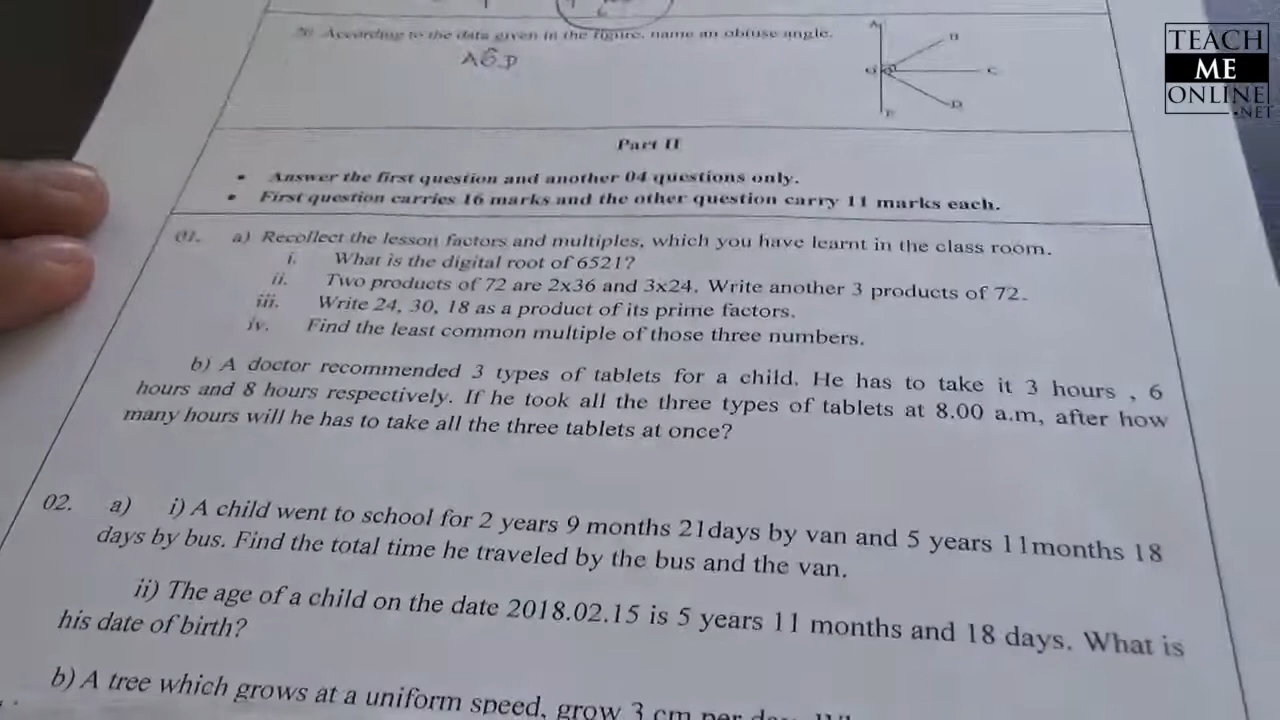 20. According to the data given in the figure, name an obtuse angle.
AÔD
A
B
C
D
TEACH
ME
ONLINE
.NET
Part II
• Answer the first question and another 04 questions only.
• First question carries 16 marks and the other question carry 11 marks each.
01. a) Recollect the lesson factors and multiples, which you have learnt in the class room.
i. What is the digital root of 6521?
ii. Two products of 72 are 2x36 and 3x24. Write another 3 products of 72.
iii. Write 24, 30, 18 as a product of its prime factors.
iv. Find the least common multiple of those three numbers.
b) A doctor recommended 3 types of tablets for a child. He has to take it 3 hours , 6
hours and 8 hours respectively. If he took all the three types of tablets at 8.00 a.m, after how
many hours will he has to take all the three tablets at once?
02. a) i) A child went to school for 2 years 9 months 21days by van and 5 years 11months 18
days by bus. Find the total time he traveled by the bus and the van.
ii) The age of a child on the date 2018.02.15 is 5 years 11 months and 18 days. What is
his date of birth?
b) A tree which grows at a uniform speed, grow 3 cm per